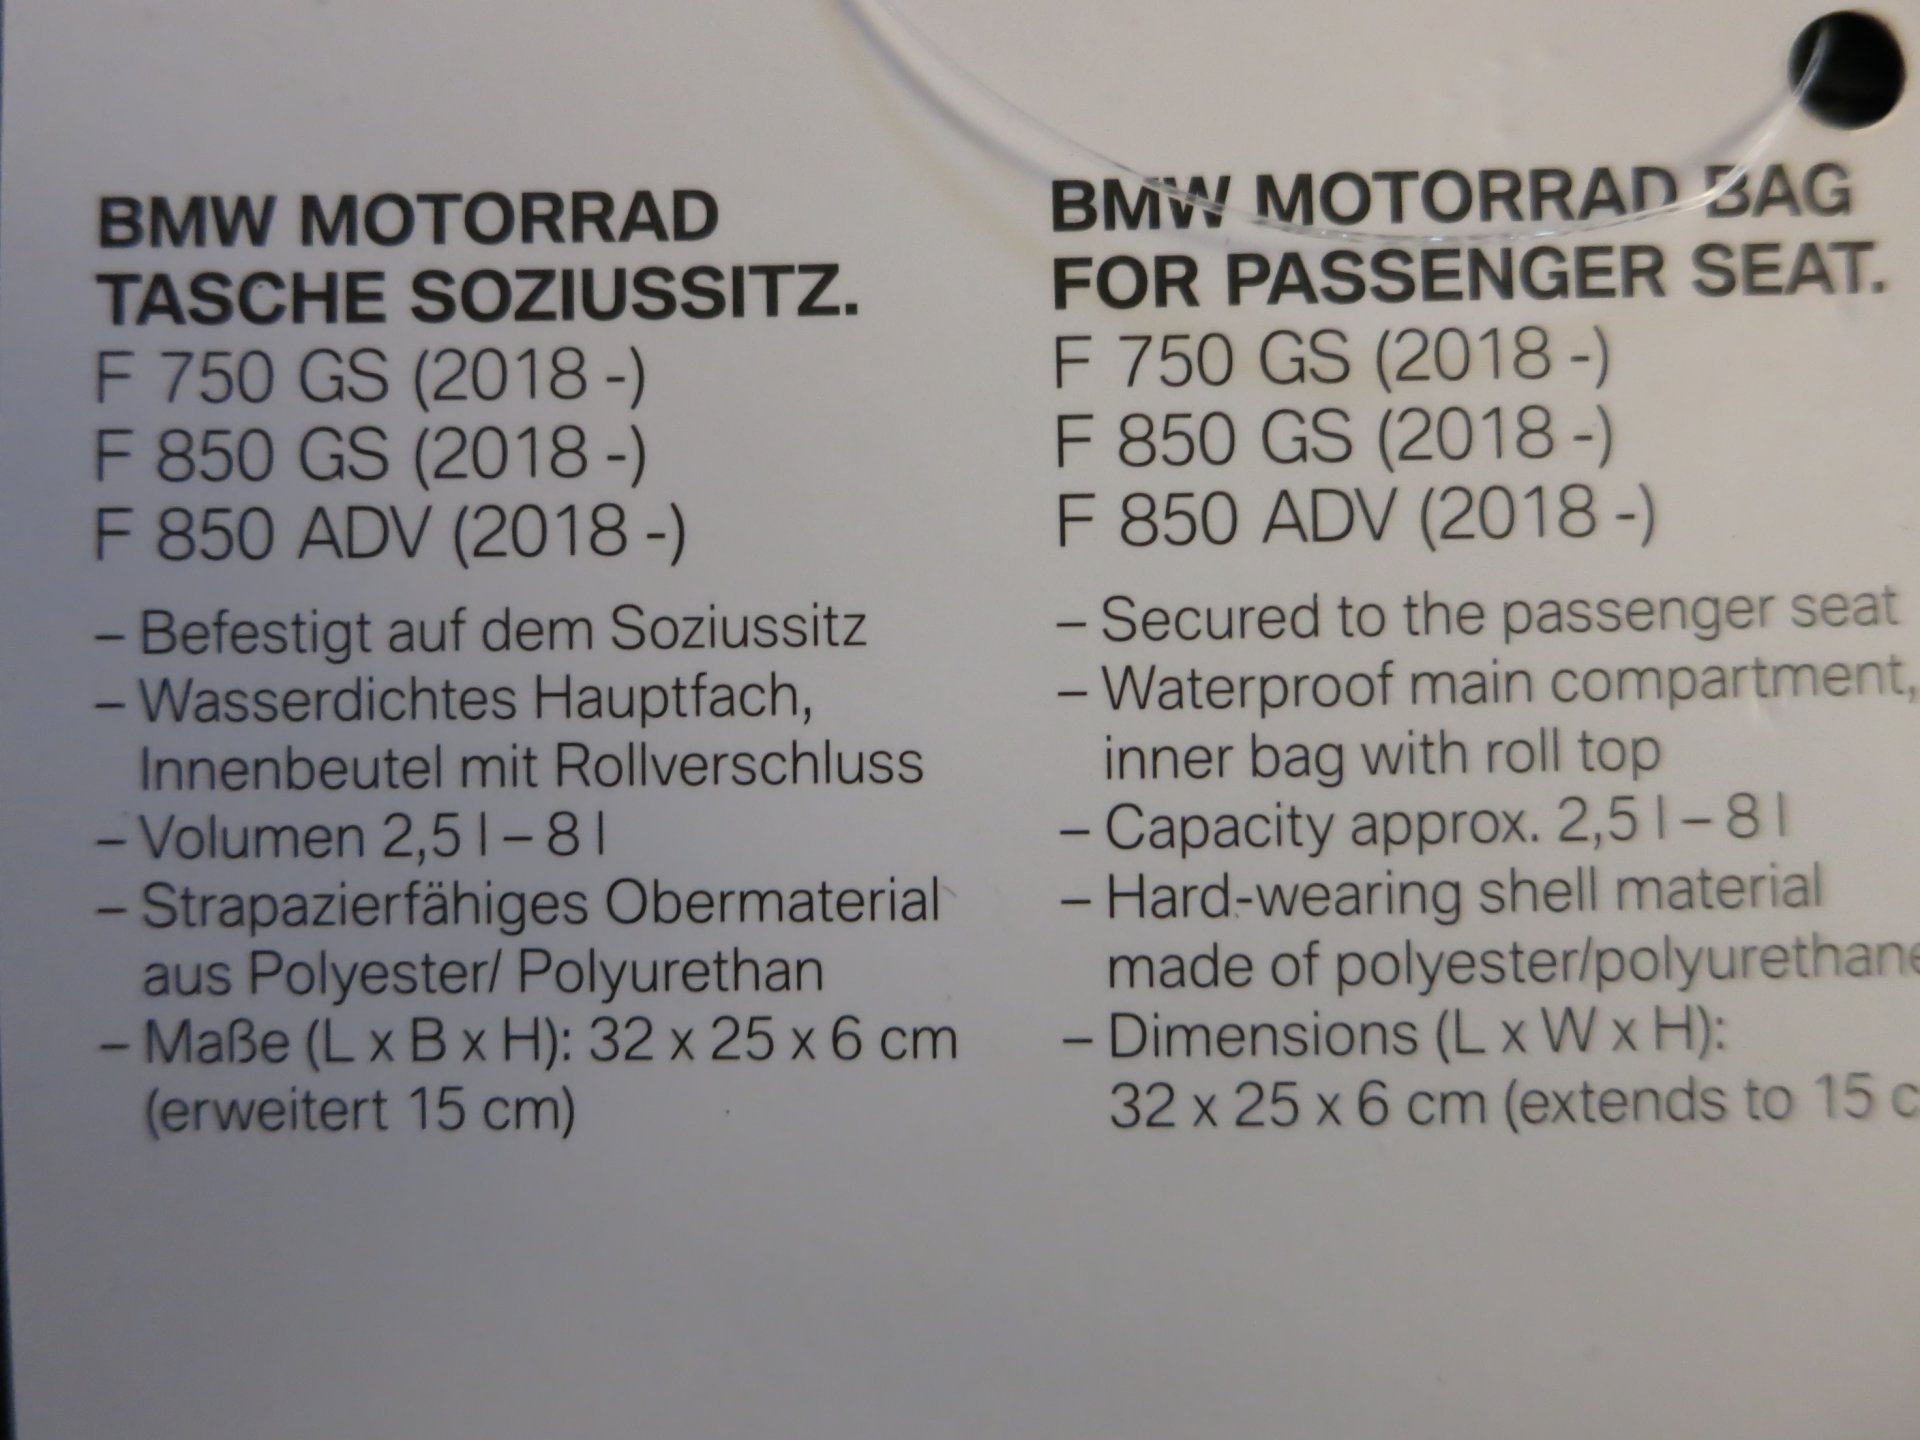 BMW MOTORRAD
TASCHE SOZIUSSITZ.
F 750 GS (2018 -)
F 850 GS (2018 -)
F 850 ADV (2018 -)
– Befestigt auf dem Soziussitz
– Wasserdichtes Hauptfach,
Innenbeutel mit Rollverschluss
– Volumen 2,5 l – 8 l
– Strapazierfähiges Obermaterial
aus Polyester/ Polyurethan
– Maße (L x B x H): 32 x 25 x 6 cm
(erweitert 15 cm)
BMW MOTORRAD BAG
FOR PASSENGER SEAT.
F 750 GS (2018 -)
F 850 GS (2018 -)
F 850 ADV (2018 -)
– Secured to the passenger seat
– Waterproof main compartment,
inner bag with roll top
– Capacity approx. 2,5 l – 8 l
– Hard-wearing shell material
made of polyester/polyurethane
– Dimensions (L x W x H):
32 x 25 x 6 cm (extends to 15